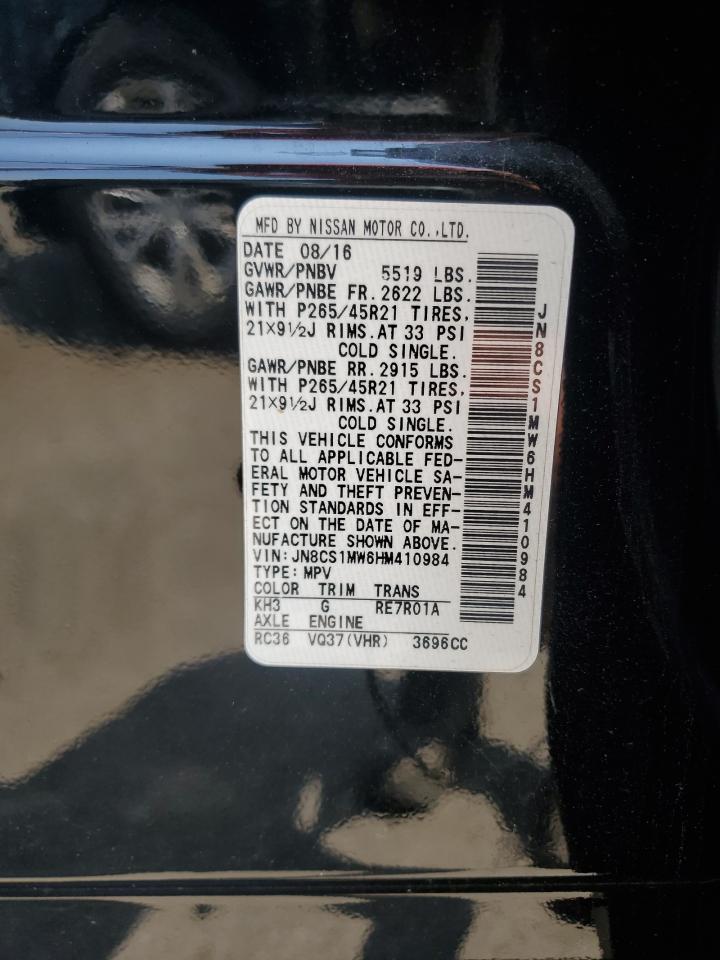 MFD BY NISSAN MOTOR CO.,LTD.
DATE 08/16
GVWR/PNBV 5519 LBS.
GAWR/PNBE FR. 2622 LBS.
WITH P265/45R21 TIRES,
21×9½J RIMS.AT 33 PSI
COLD SINGLE.
GAWR/PNBE RR. 2915 LBS.
WITH P265/45R21 TIRES,
21×9½J RIMS.AT 33 PSI
COLD SINGLE.
THIS VEHICLE CONFORMS
TO ALL APPLICABLE FED-
ERAL MOTOR VEHICLE SA-
FETY AND THEFT PREVEN-
TION STANDARDS IN EFF-
ECT ON THE DATE OF MA-
NUFACTURE SHOWN ABOVE.
VIN:JN8CS1MW6HM410984
TYPE: MPV
COLOR TRIM TRANS
KH3 G RE7R01A
AXLE ENGINE
RC36 VQ37(VHR) 3696CC
JN8CS1MW6HM410984